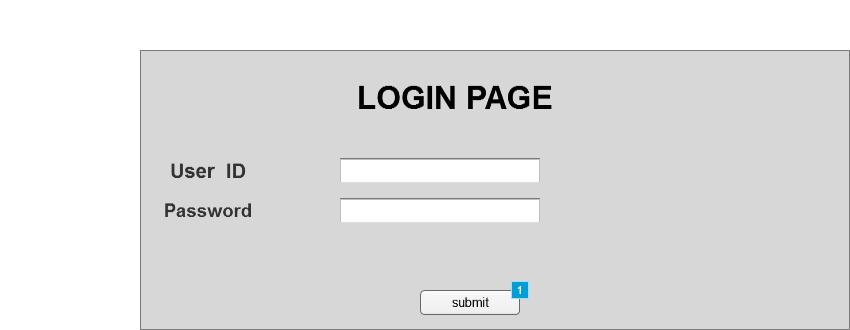 LOGIN PAGE
User ID
Password
submit
1